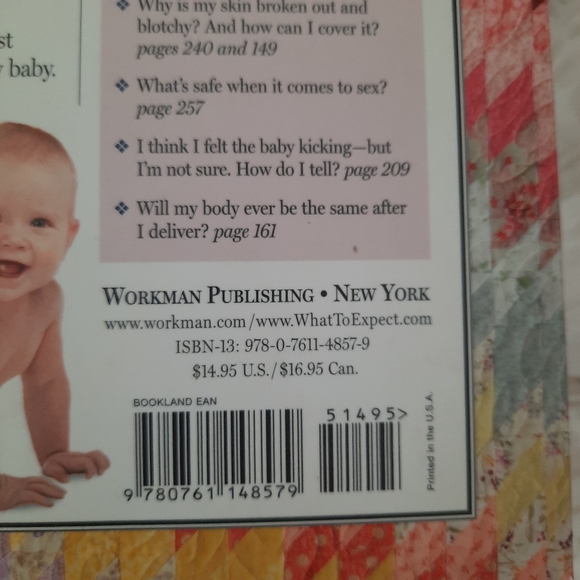 st
baby.
❖ Why is my skin broken out and
blotchy? And how can I cover it?
pages 240 and 149
❖ What's safe when it comes to sex?
page 257
❖ I think I felt the baby kicking—but
I'm not sure. How do I tell? page 209
❖ Will my body ever be the same after
I deliver? page 161
WORKMAN PUBLISHING • NEW YORK
www.workman.com/www.WhatToExpect.com
ISBN-13: 978-0-7611-4857-9
$14.95 U.S./$16.95 Can.
BOOKLAND EAN
51495>
9 780761 148579
Printed in the U.S.A.